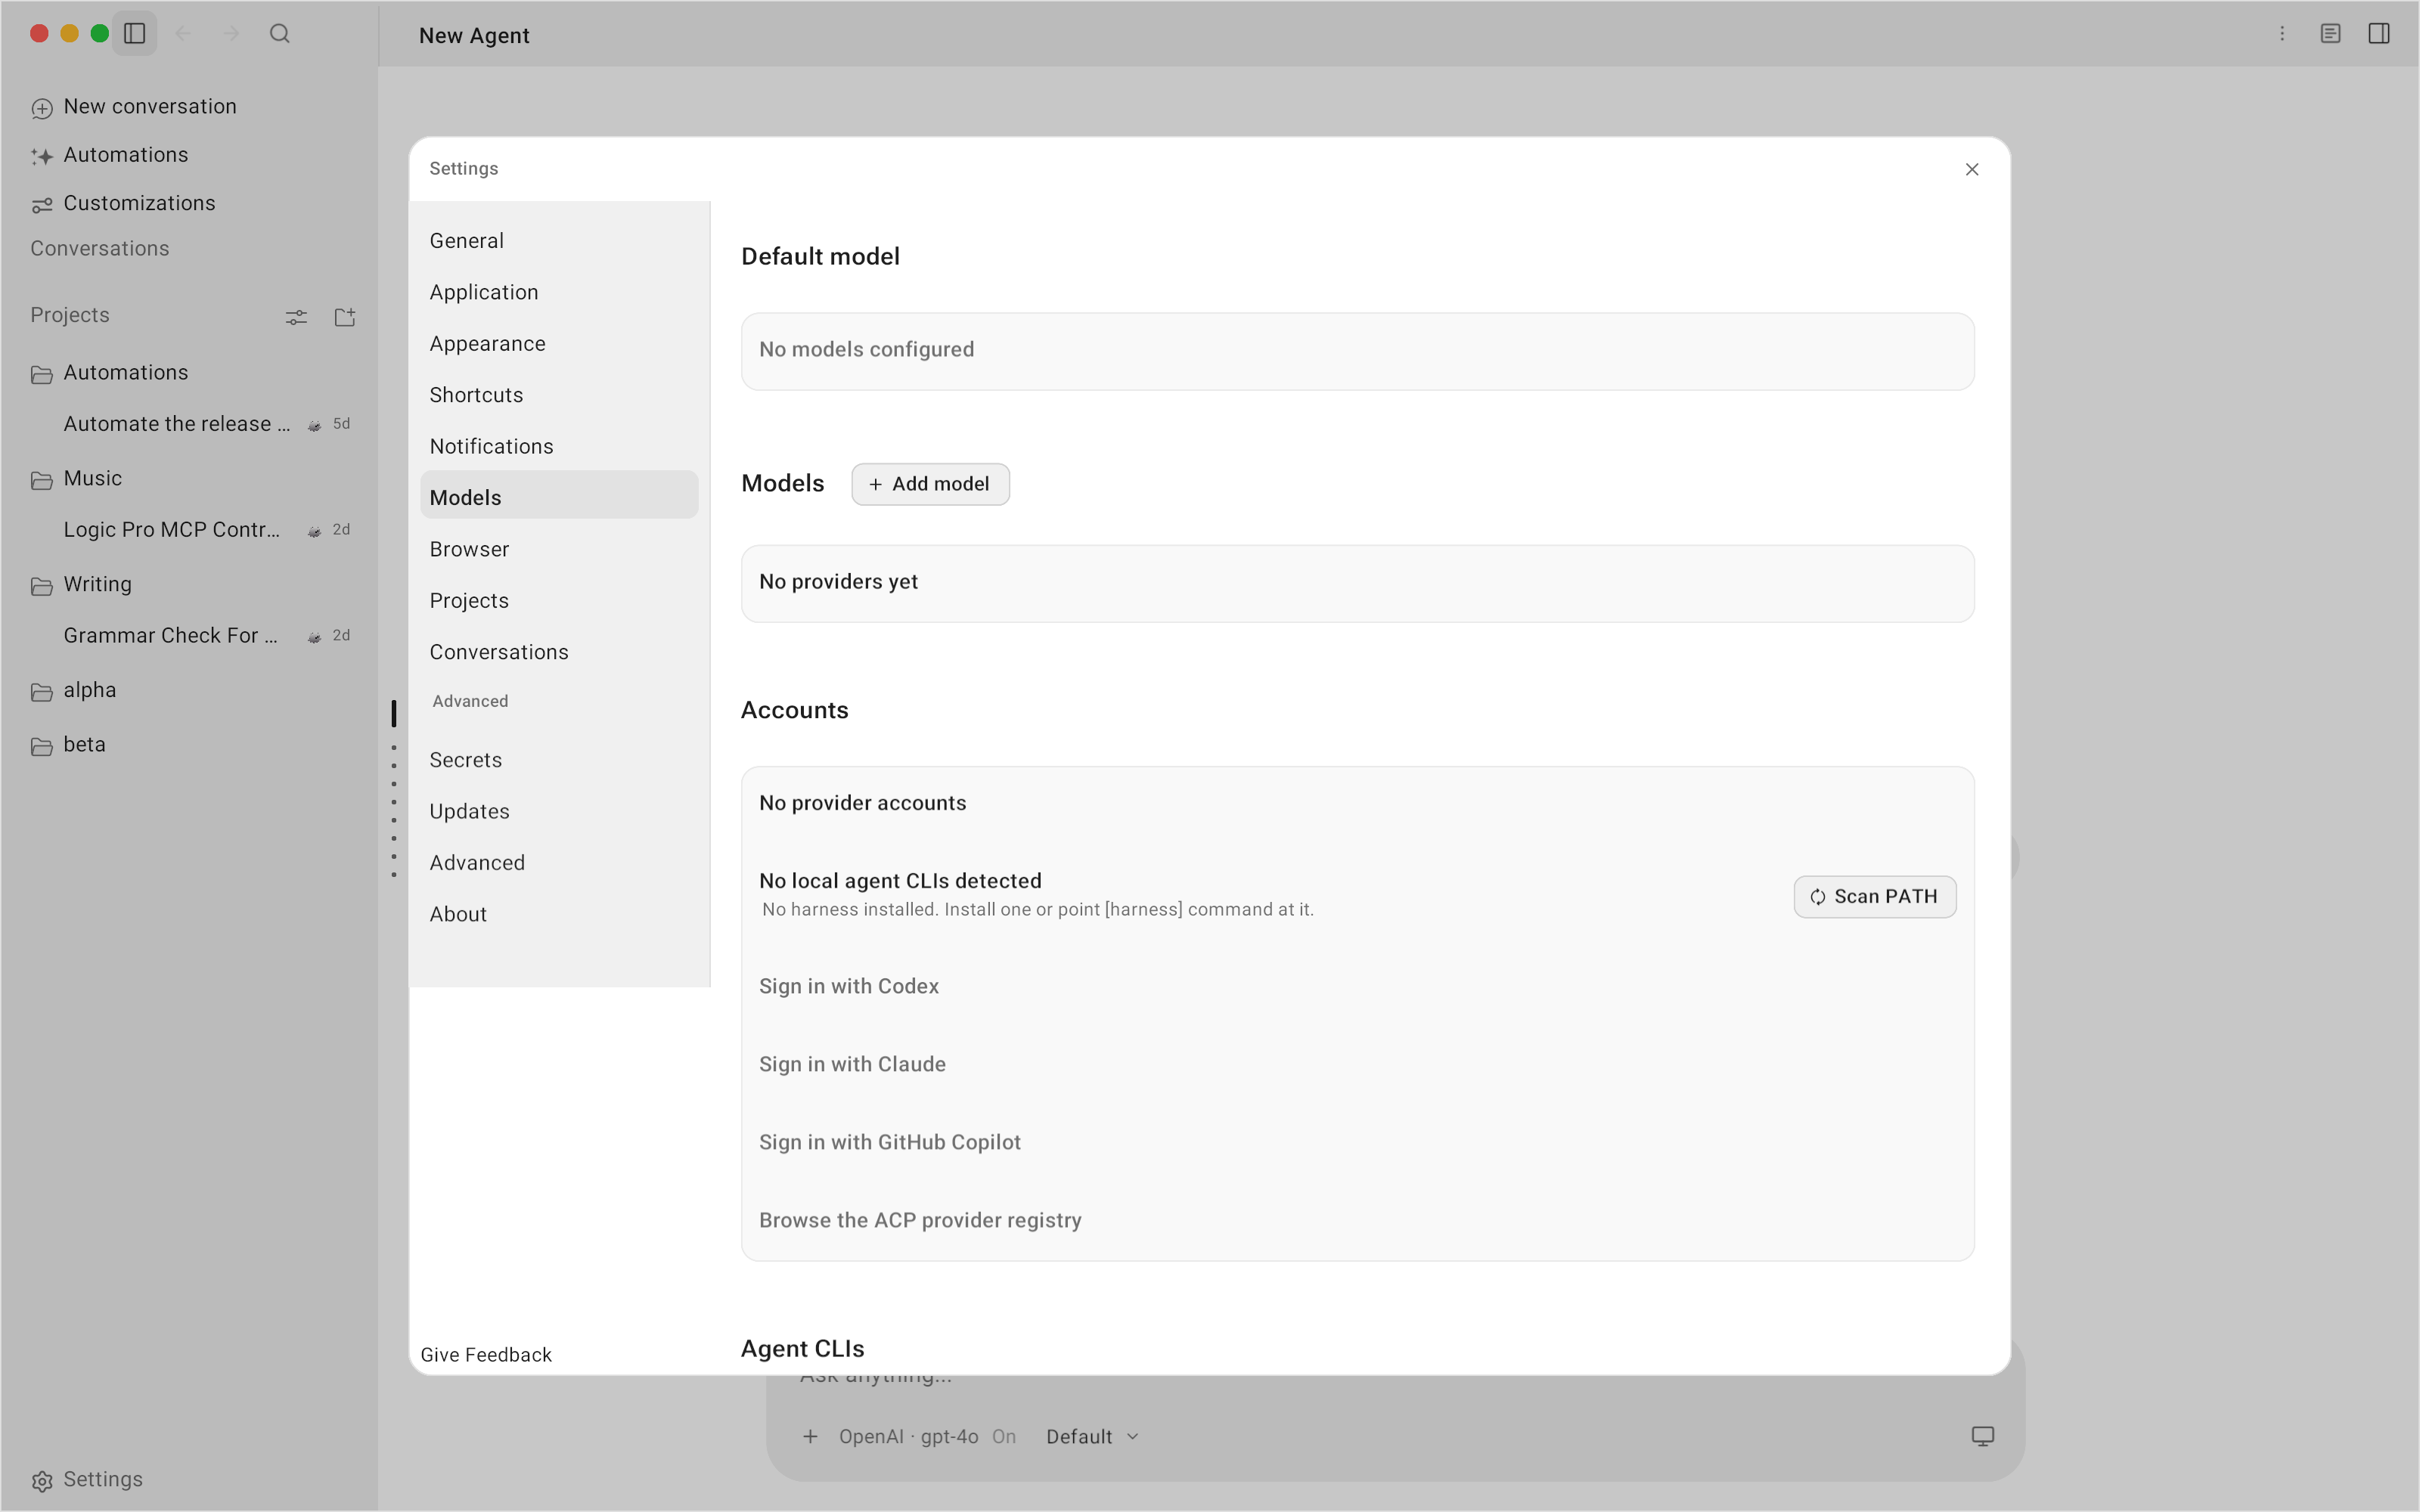 New Agent
New conversation
Automations
Customizations
Conversations
Projects
Automations
Automate the release ... 5d
Music
Logic Pro MCP Contr... 2d
Writing
Grammar Check For ... 2d
alpha
beta
Settings
Settings
General
Application
Appearance
Shortcuts
Notifications
Models
Browser
Projects
Conversations
Advanced
Secrets
Updates
Advanced
About
Give Feedback
Default model
No models configured
Models
+ Add model
No providers yet
Accounts
No provider accounts
No local agent CLIs detected
No harness installed. Install one or point [harness] command at it.
Scan PATH
Sign in with Codex
Sign in with Claude
Sign in with GitHub Copilot
Browse the ACP provider registry
Agent CLIs
Ask anything...
OpenAI · gpt-4o On Default